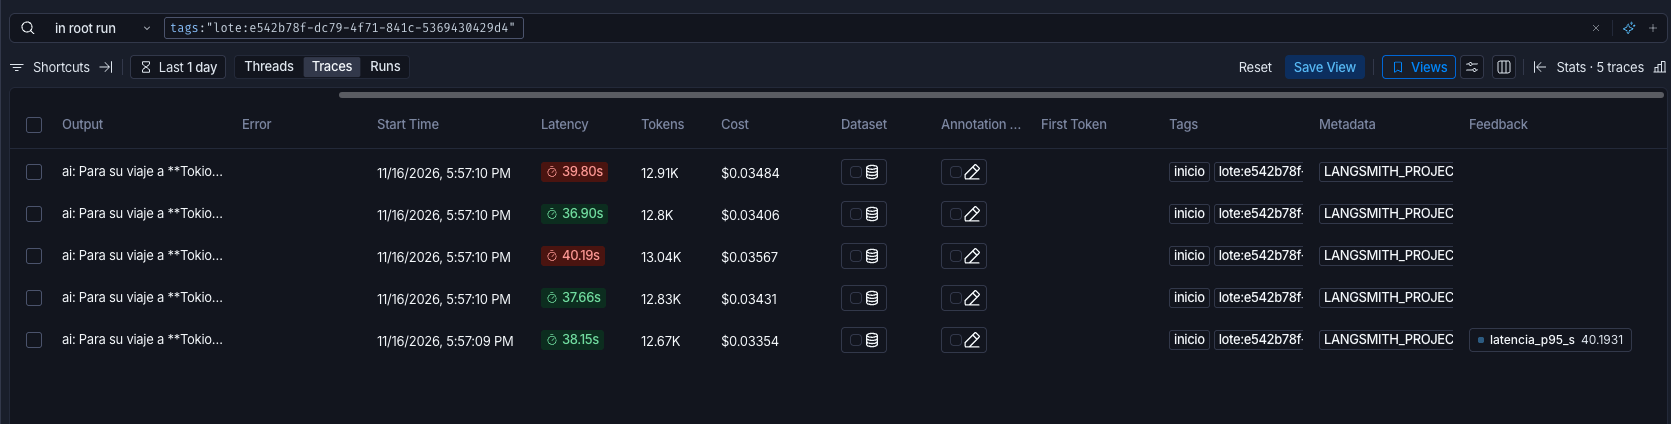 in root run tags:"lote:e542b78f-dc79-4f71-841c-5369430429d4"
Shortcuts Last 1 day Threads Traces Runs Reset Save View Views Stats · 5 traces
Output Error Start Time Latency Tokens Cost Dataset Annotation ... First Token Tags Metadata Feedback
ai: Para su viaje a **Tokio... 11/16/2026, 5:57:10 PM 39.80s 12.91K $0.03484 inicio lote:e542b78f- LANGSMITH_PROJEC
ai: Para su viaje a **Tokio... 11/16/2026, 5:57:10 PM 36.90s 12.8K $0.03406 inicio lote:e542b78f- LANGSMITH_PROJEC
ai: Para su viaje a **Tokio... 11/16/2026, 5:57:10 PM 40.19s 13.04K $0.03567 inicio lote:e542b78f- LANGSMITH_PROJEC
ai: Para su viaje a **Tokio... 11/16/2026, 5:57:10 PM 37.66s 12.83K $0.03431 inicio lote:e542b78f- LANGSMITH_PROJEC
ai: Para su viaje a **Tokio... 11/16/2026, 5:57:09 PM 38.15s 12.67K $0.03354 inicio lote:e542b78f- LANGSMITH_PROJEC latencia_p95_s 40.1931